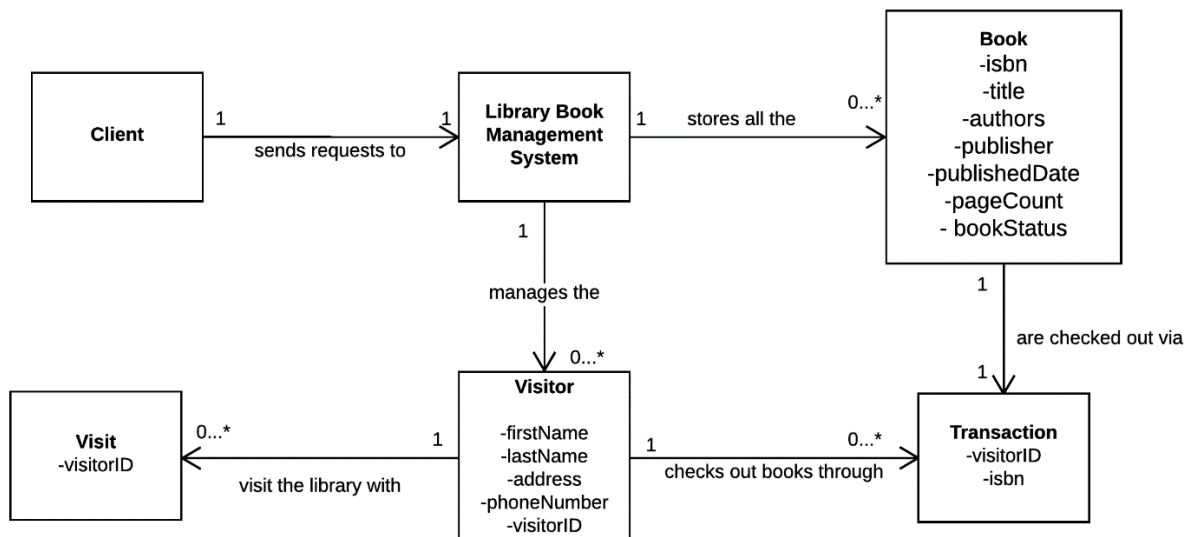 Client
1
1
sends requests to
Library Book
Management
System
1
stores all the
0...*
Book
-isbn
-title
-authors
-publisher
-publishedDate
-pageCount
- bookStatus
1
manages the
0...*
1
are checked out via
1
Visit
-visitorID
0...*
1
visit the library with
Visitor
-firstName
-lastName
-address
-phoneNumber
-visitorID
1
0...*
checks out books through
Transaction
-visitorID
-isbn